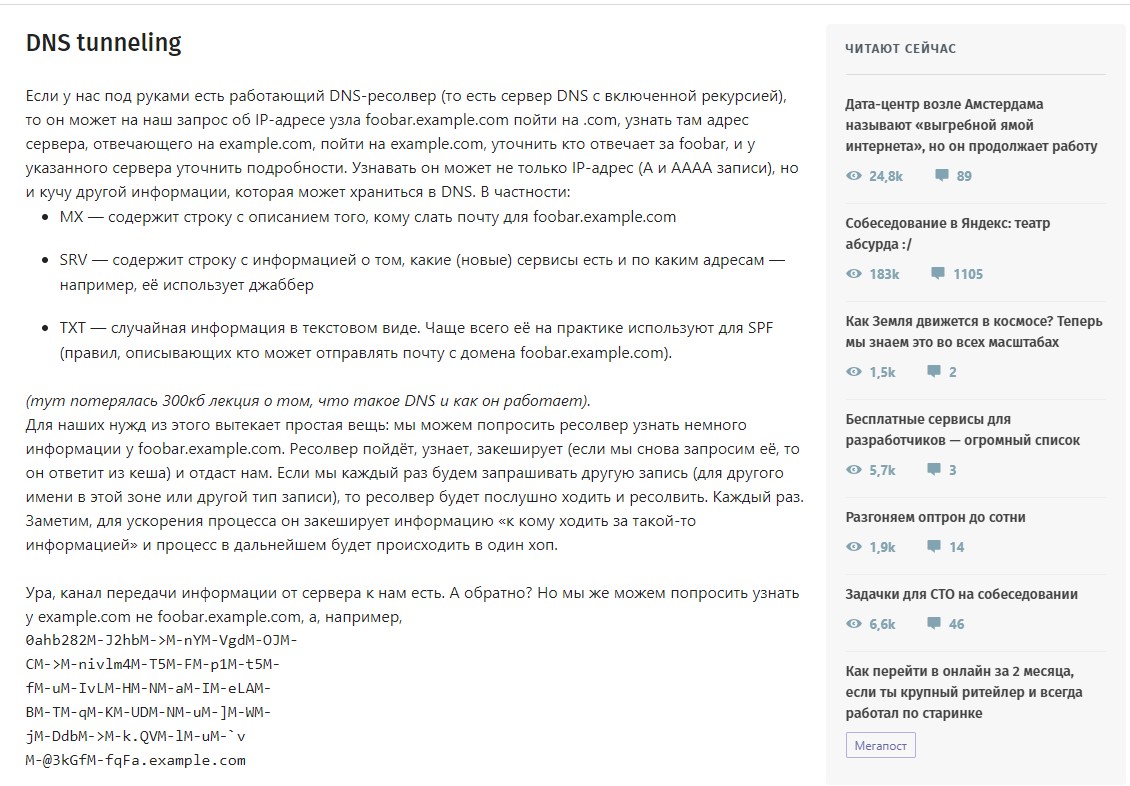 DNS tunneling
Если у нас под руками есть работающий DNS-ресолвер (то есть сервер DNS с включенной рекурсией),
то он может на наш запрос об IP-адресе узла foobar.example.com пойти на .com, узнать там адрес
сервера, отвечающего на example.com, пойти на example.com, уточнить кто отвечает за foobar, и у
указанного сервера уточнить подробности. Узнавать он может не только IP-адрес (A и AAAA записи), но
и кучу другой информации, которая может храниться в DNS. В частности:
• MX — содержит строку с описанием того, кому слать почту для foobar.example.com
• SRV — содержит строку с информацией о том, какие (новые) сервисы есть и по каким адресам —
например, её использует джаббер
• TXT — случайная информация в текстовом виде. Чаще всего её на практике используют для SPF
(правил, описывающих кто может отправлять почту с домена foobar.example.com).
(тут потерялась 300кб лекция о том, что такое DNS и как он работает).
Для наших нужд из этого вытекает простая вещь: мы можем попросить ресолвер узнать немного
информации у foobar.example.com. Ресолвер пойдёт, узнает, закеширует (если мы снова запросим её, то
он ответит из кеша) и отдаст нам. Если мы каждый раз будем запрашивать другую запись (для другого
имени в этой зоне или другой тип записи), то ресолвер будет послушно ходить и ресолвить. Каждый раз.
Заметим, для ускорения процесса он закеширует информацию «к кому ходить за такой-то
информацией» и процесс в дальнейшем будет происходить в один хоп.
Ура, канал передачи информации от сервера к нам есть. А обратно? Но мы же можем попросить узнать
у example.com не foobar.example.com, а, например,
0ahb282M-J2hbM->M-nYM-VgdM-OJM-
CM->M-nivlm4M-T5M-FM-p1M-t5M-
fM-uM-IvLM-HM-NM-aM-IM-eLAM-
BM-TM-qM-KM-UDM-NM-uM-]M-WM-
jM-DdbM->M-k.QVM-lM-uM-`v
M-@3kGfM-fqFa.example.com
ЧИТАЮТ СЕЙЧАС
Дата-центр возле Амстердама
называют «выгребной ямой
интернета», но он продолжает работу
24,8k 89
Собеседование в Яндекс: театр
абсурда :/
183k 1105
Как Земля движется в космосе? Теперь
мы знаем это во всех масштабах
1,5k 2
Бесплатные сервисы для
разработчиков — огромный список
5,7k 3
Разгоняем оптрон до сотни
1,9k 14
Задачки для СТО на собеседовании
6,6k 46
Как перейти в онлайн за 2 месяца,
если ты крупный ритейлер и всегда
работал по старинке
Мегапост